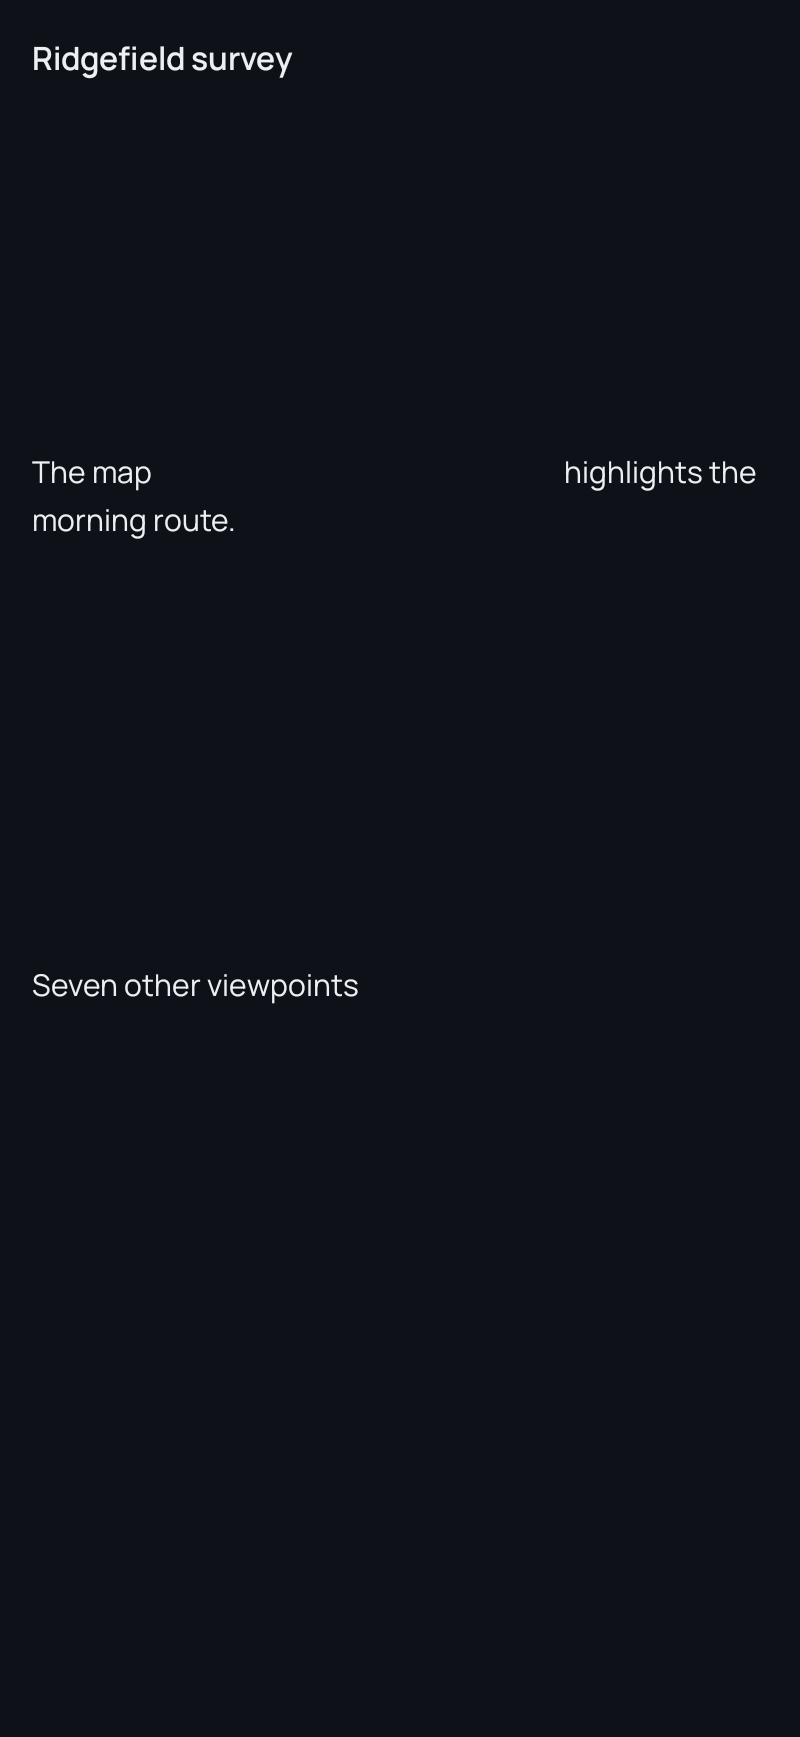 Ridgefield survey
The map highlights the
morning route.
Seven other viewpoints